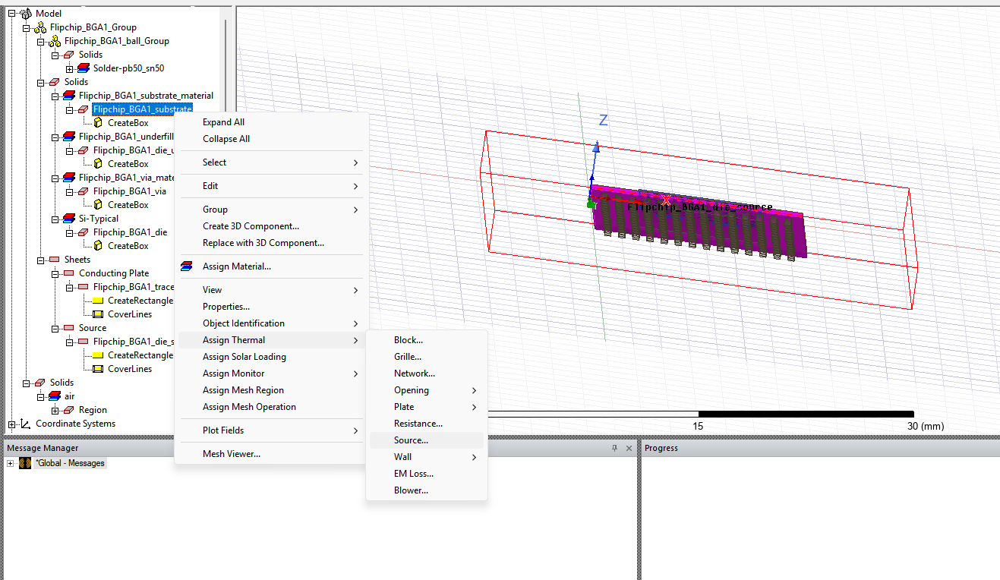 Model
Flipchip_BGA1_Group
Flipchip_BGA1_ball_Group
Solids
Solder-pb50_sn50
Solids
Flipchip_BGA1_substrate_material
Flipchip_BGA1_substrate
CreateBox
Flipchip_BGA1_underfill
Flipchip_BGA1_die_u
CreateBox
Flipchip_BGA1_via_mate
Flipchip_BGA1_via
CreateBox
Si-Typical
Flipchip_BGA1_die
CreateBox
Sheets
Conducting Plate
Flipchip_BGA1_trace
CreateRectangle
CoverLines
Source
Flipchip_BGA1_die_s
CreateRectangle
CoverLines
Solids
air
Region
Coordinate Systems
Expand All
Collapse All
Select
Edit
Group
Create 3D Component...
Replace with 3D Component...
Assign Material...
View
Properties...
Object Identification
Assign Thermal
Assign Solar Loading
Assign Monitor
Assign Mesh Region
Assign Mesh Operation
Plot Fields
Mesh Viewer...
Block...
Grille...
Network...
Opening
Plate
Resistance...
Source...
Wall
EM Loss...
Blower...
Z
Flipchip_BGA1_die_source
15
30 (mm)
Message Manager
*Global - Messages
Progress